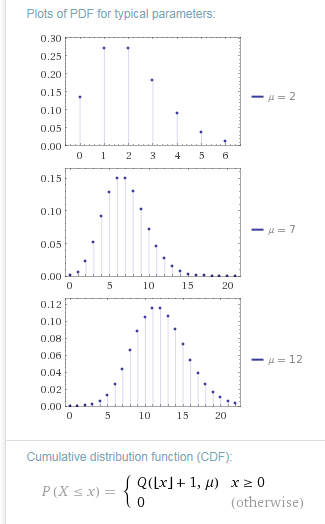 Plots of PDF for typical parameters:
0.30
0.25
0.20
0.15
0.10
0.05
0.00
0 1 2 3 4 5 6
μ = 2
0.15
0.10
0.05
0.00
0 5 10 15 20
μ = 7
0.12
0.10
0.08
0.06
0.04
0.02
0.00
0 5 10 15 20
μ = 12
Cumulative distribution function (CDF):
P(X ≤ x) = { Q(⌊x⌋ + 1, μ) x ≥ 0
0 (otherwise)